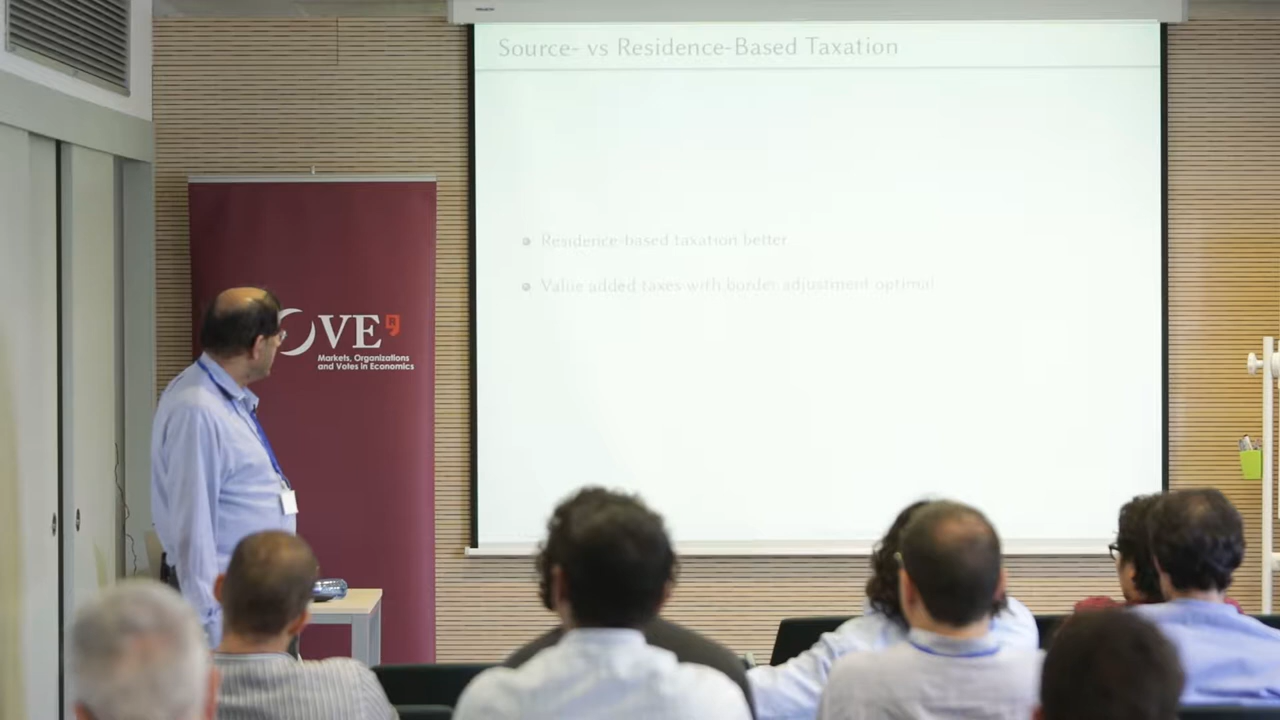 Source- vs Residence-Based Taxation
Residence-based taxation better
Value added taxes with border adjustment optimal
OVE
Markets, Organizations
and Votes in Economics